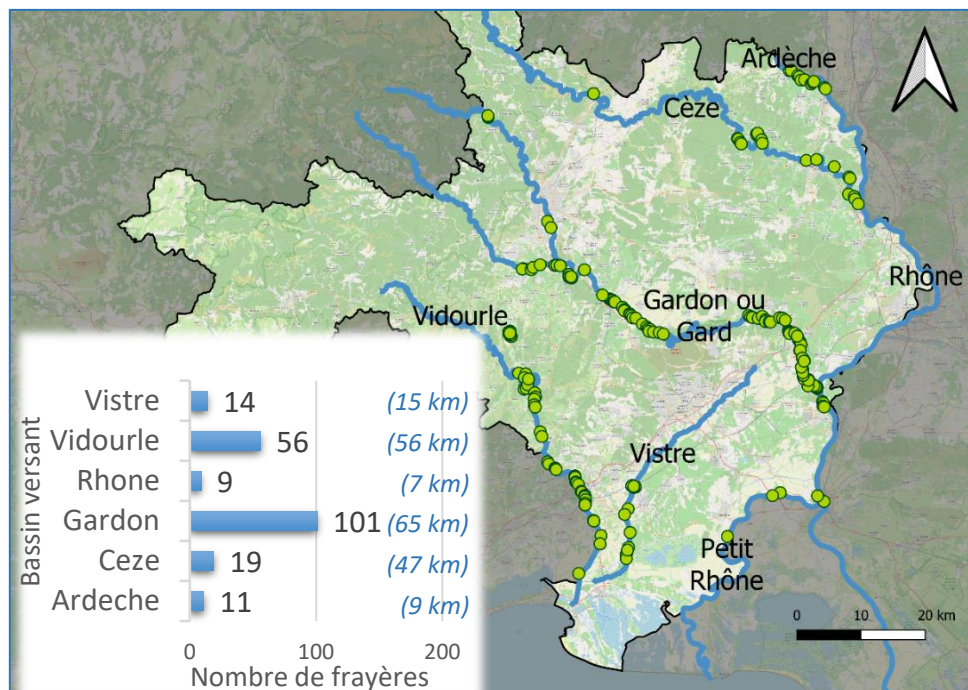 Ardèche
Cèze
Rhône
Gardon ou
Gard
Vidourle
Vistre
Petit
Rhône
0 10 20 km
Bassin versant
Vistre 14 (15 km)
Vidourle 56 (56 km)
Rhone 9 (7 km)
Gardon 101 (65 km)
Ceze 19 (47 km)
Ardeche 11 (9 km)
0 100 200
Nombre de frayères